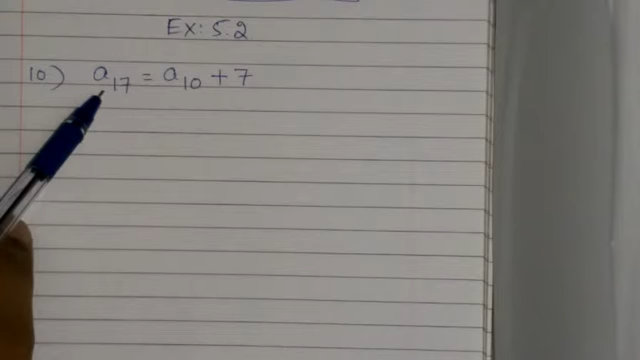 Ex: 5.2
10) a₁₇ = a₁₀ + 7